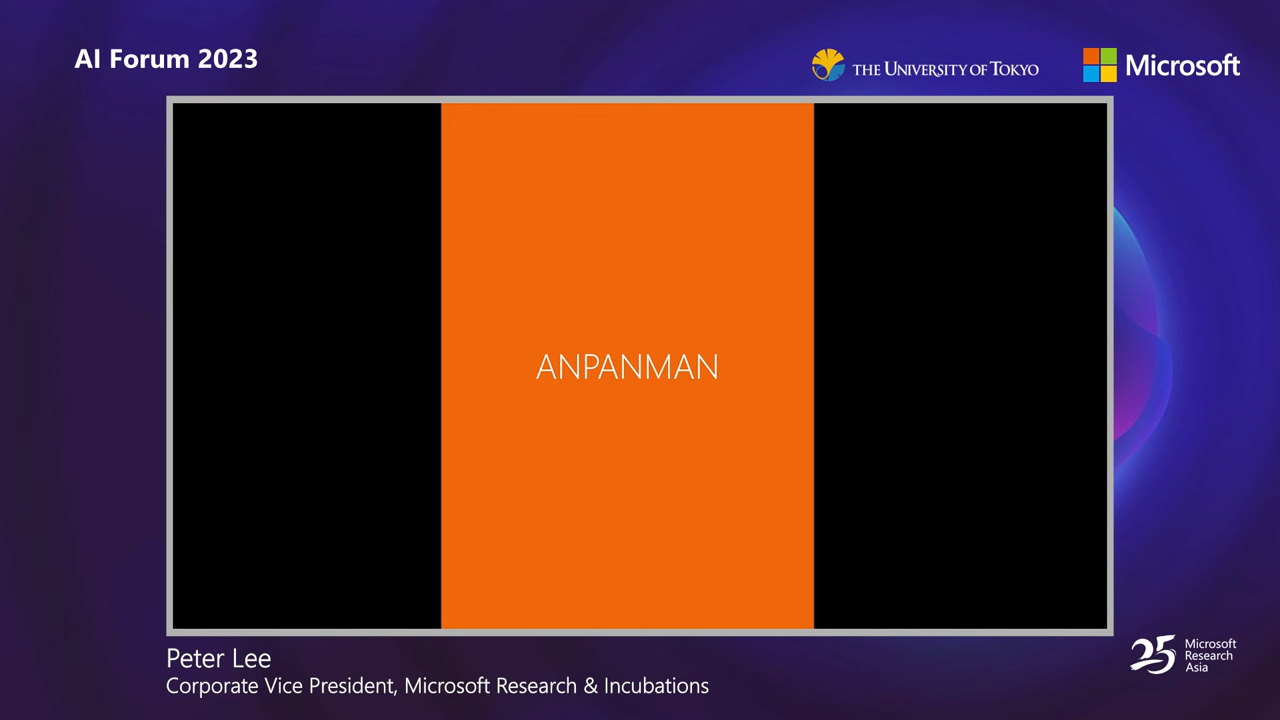 AI Forum 2023
THE UNIVERSITY OF TOKYO
Microsoft
ANPANMAN
Peter Lee
Corporate Vice President, Microsoft Research & Incubations
25
Microsoft
Research
Asia